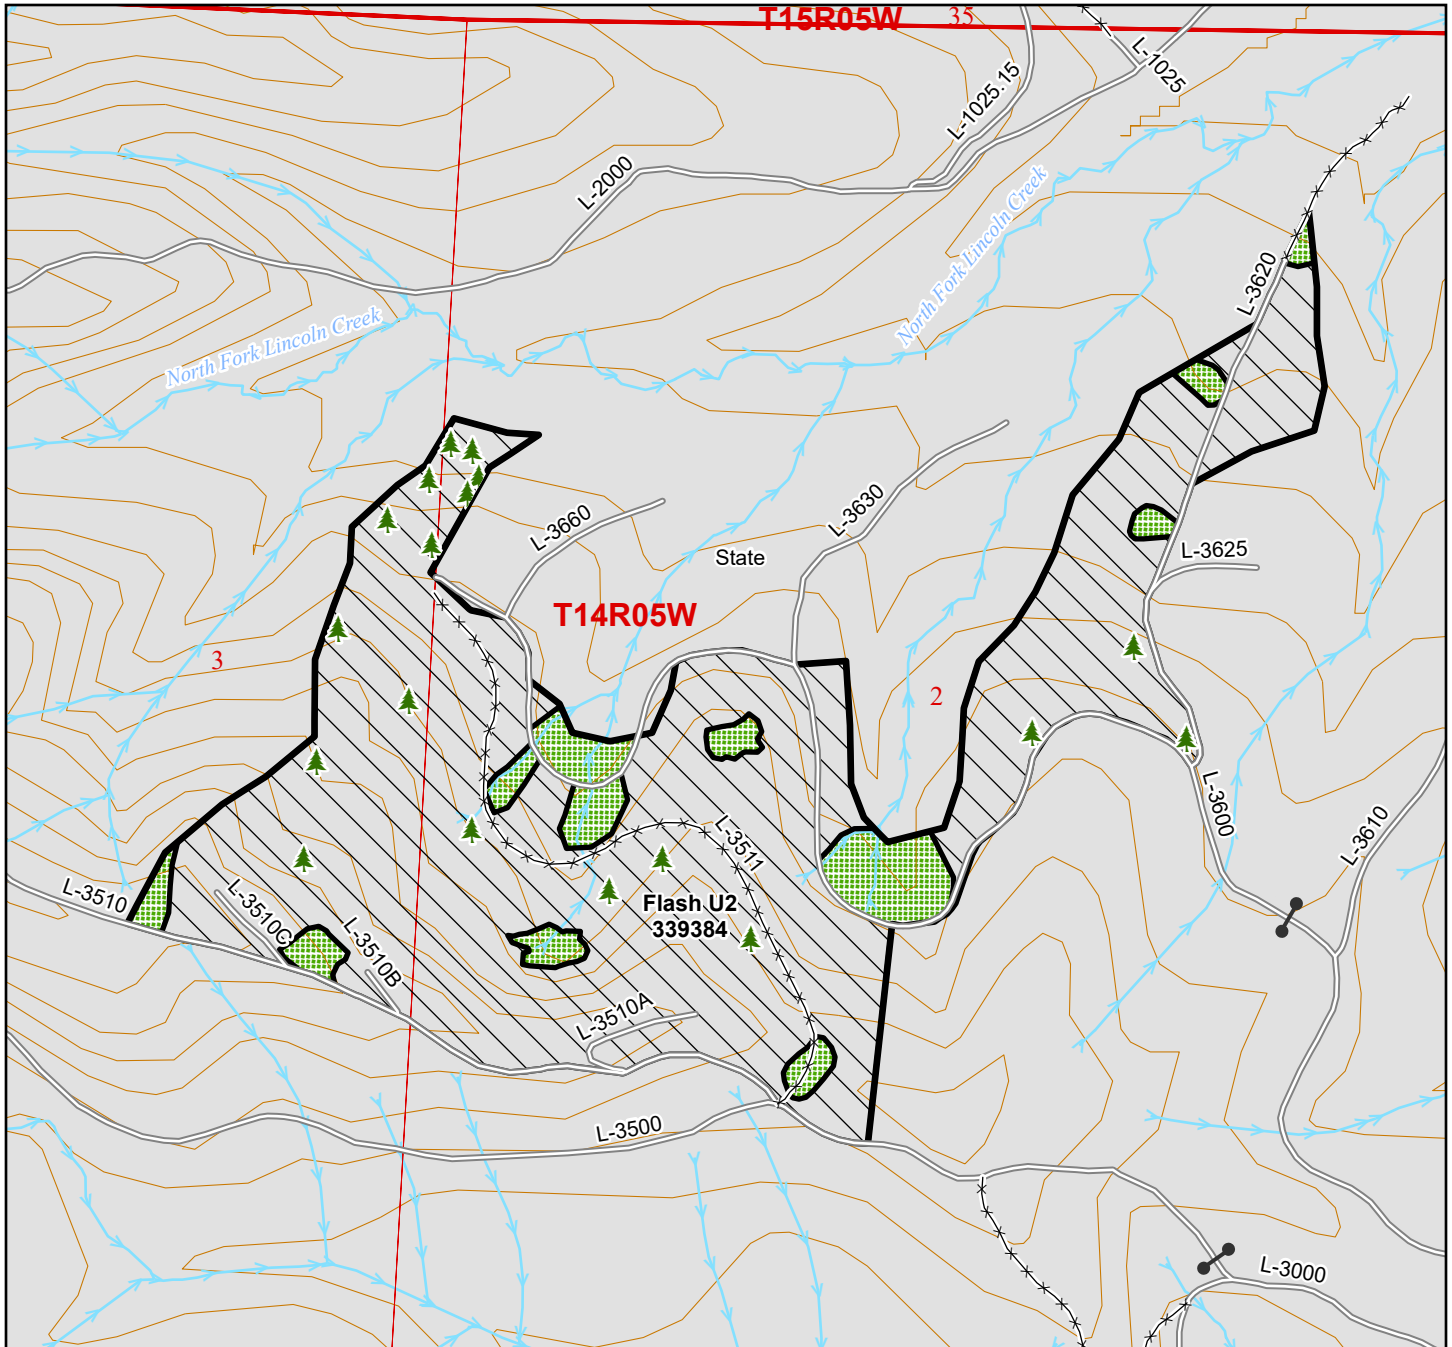 T15R05W
35
L-1025
L-1025.15
L-2000
North Fork Lincoln Creek
North Fork Lincoln Creek
L-3620
L-3660
L-3630
State
L-3625
T14R05W
3
2
L-3600
L-3610
L-3511
L-3510
L-3510C
L-3510B
Flash U2
339384
L-3510A
L-3500
L-3000